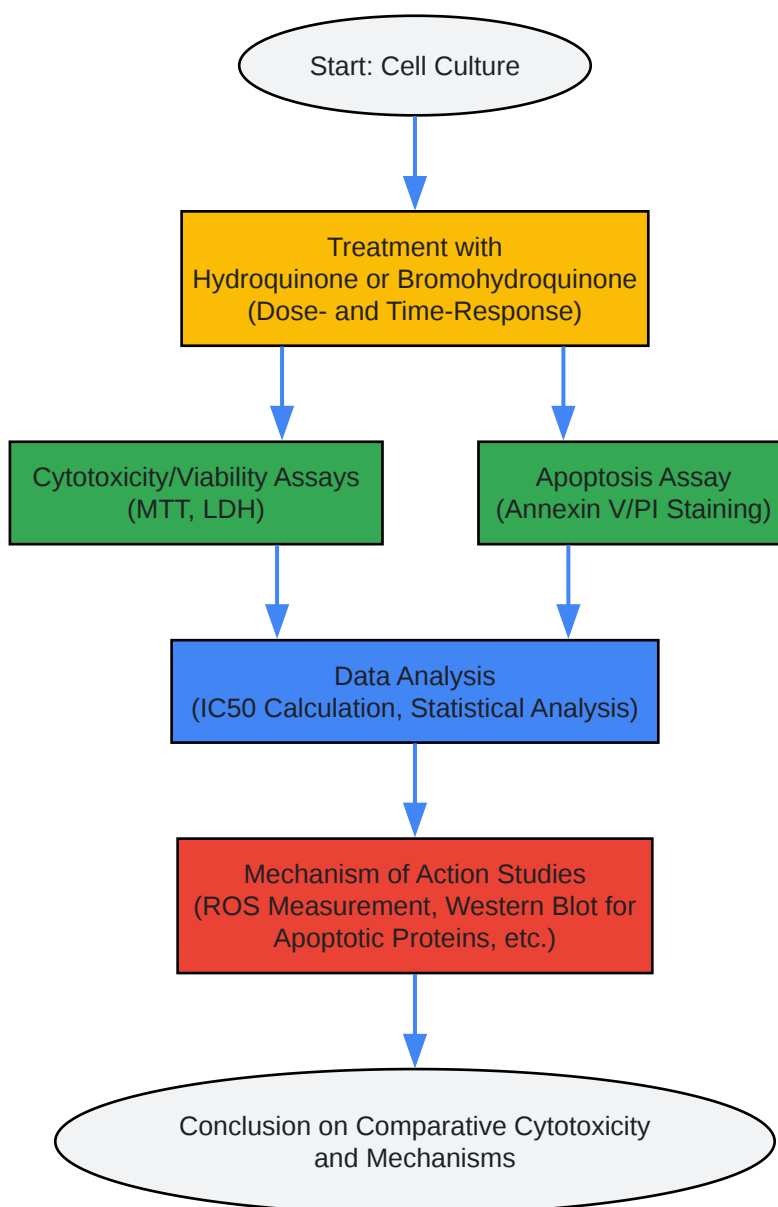 Start: Cell Culture
Treatment with
Hydroquinone or Bromohydroquinone
(Dose- and Time-Response)
Cytotoxicity/Viability Assays
(MTT, LDH)
Apoptosis Assay
(Annexin V/PI Staining)
Data Analysis
(IC50 Calculation, Statistical Analysis)
Mechanism of Action Studies
(ROS Measurement, Western Blot for
Apoptotic Proteins, etc.)
Conclusion on Comparative Cytotoxicity
and Mechanisms